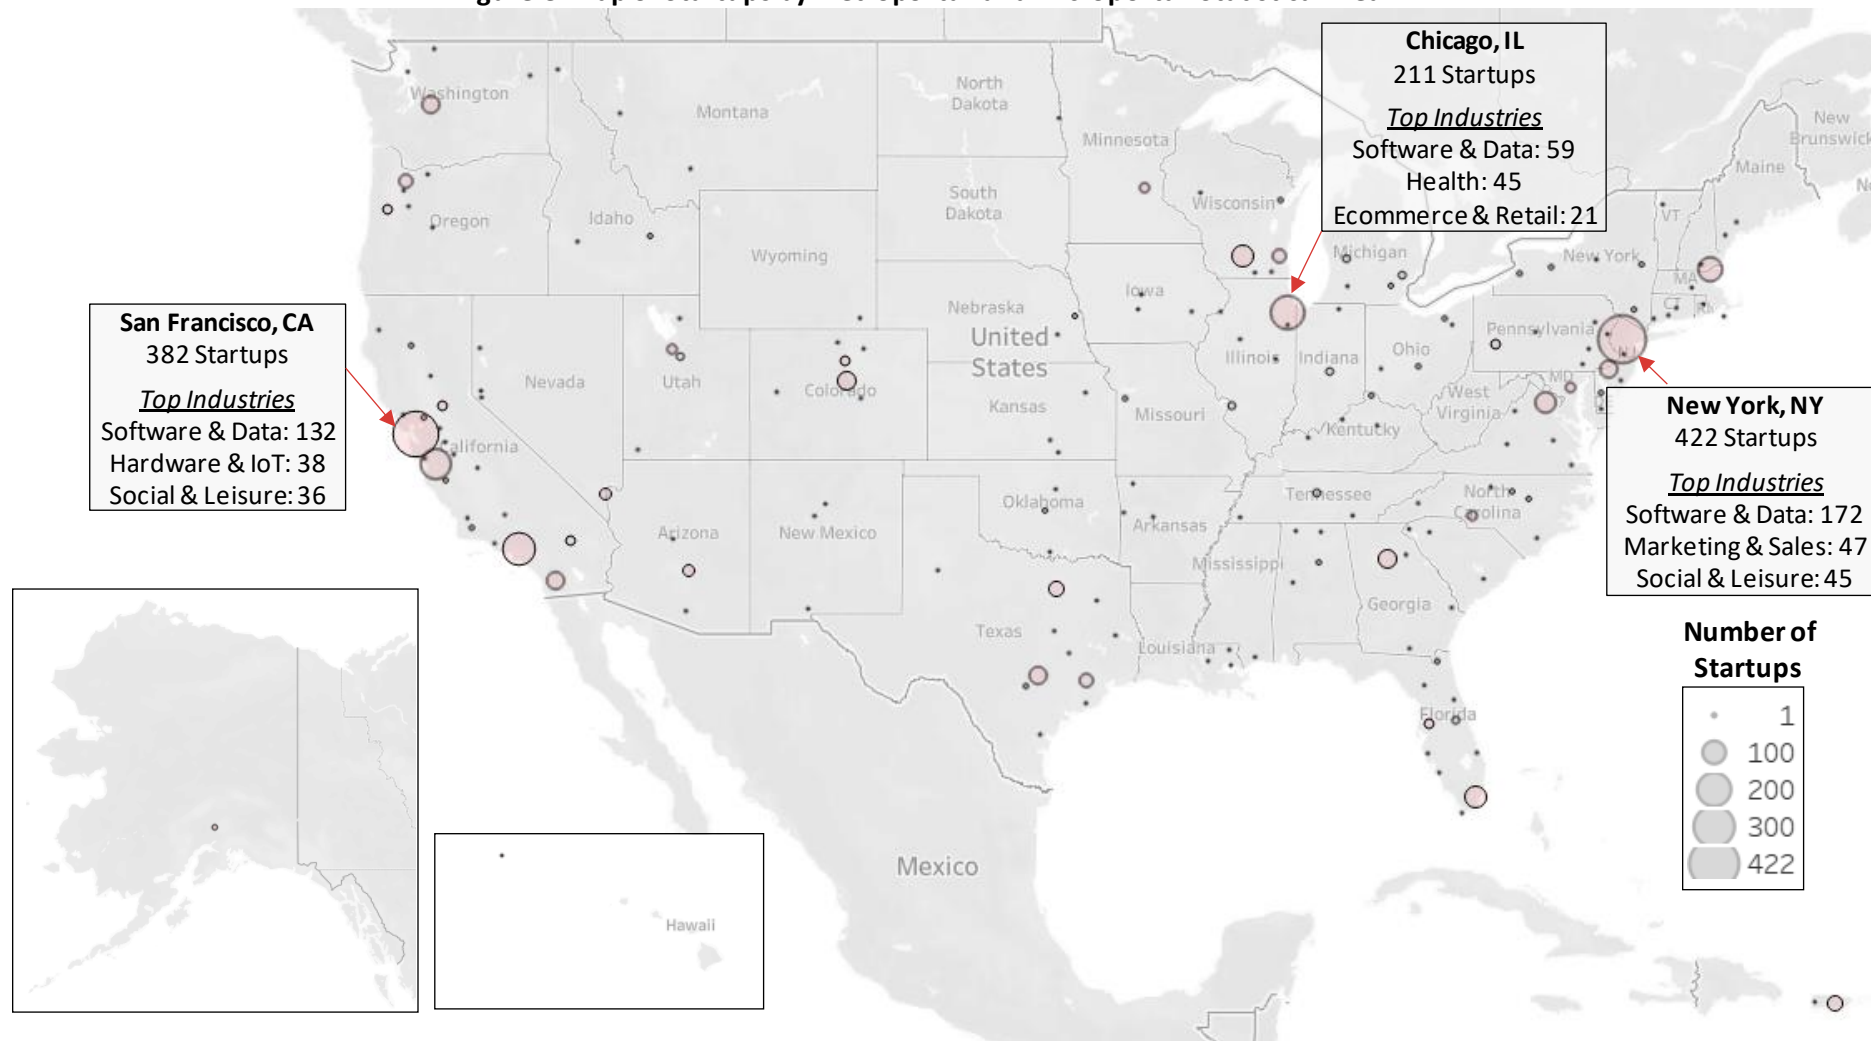 Chicago, IL
211 Startups
Top Industries
Software & Data: 59
Health: 45
Ecommerce & Retail: 21
San Francisco, CA
382 Startups
Top Industries
Software & Data: 132
Hardware & IoT: 38
Social & Leisure: 36
New York, NY
422 Startups
Top Industries
Software & Data: 172
Marketing & Sales: 47
Social & Leisure: 45
Number of
Startups
1
100
200
300
422
Washington
Montana
North
Dakota
Minnesota
New
Brunswick
Maine
Oregon
Idaho
South
Dakota
Wisconsin
VT
Wyoming
Michigan
New York
MA
CT
RI
Nebraska
Iowa
United
States
Pennsylvania
NJ
Nevada
Utah
Colorado
Kansas
Missouri
Illinois
Indiana
Ohio
West
Virginia
MD
DE
California
Kentucky
Oklahoma
Tennessee
North
Carolina
Arizona
New Mexico
Arkansas
Mississippi
Georgia
Texas
Louisiana
Florida
Mexico
Hawaii